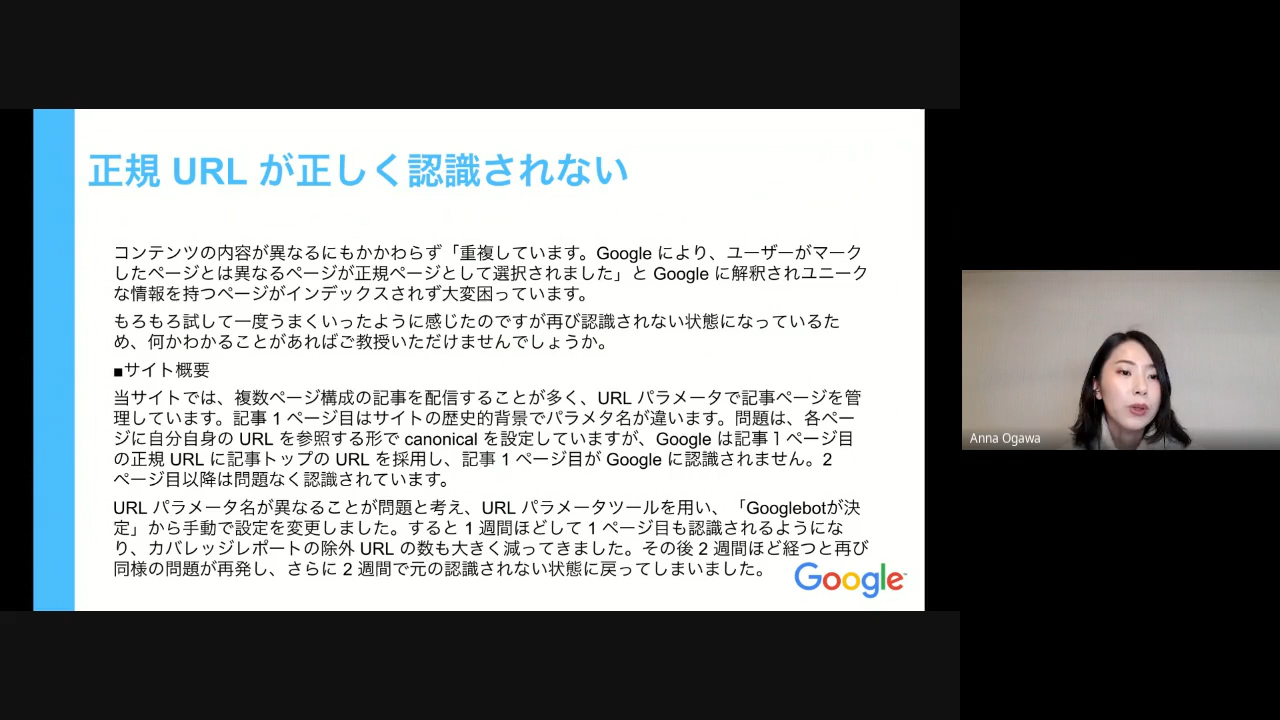 正規 URL が正しく認識されない
コンテンツの内容が異なるにもかかわらず「重複しています。Google により、ユーザーがマーク
したページとは異なるページが正規ページとして選択されました」と Google に解釈されユニーク
な情報を持つページがインデックスされず大変困っています。
もろもろ試して一度うまくいったように感じたのですが再び認識されない状態になっているた
め、何かわかることがあればご教授いただけませんでしょうか。
■サイト概要
当サイトでは、複数ページ構成の記事を配信することが多く、URL パラメータで記事ページを管
理しています。記事 1 ページ目はサイトの歴史的背景でパラメタ名が違います。問題は、各ペー
ジに自分自身の URL を参照する形で canonical を設定していますが、Google は記事 1 ページ目
の正規 URL に記事トップの URL を採用し、記事 1 ページ目が Google に認識されません。2
ページ目以降は問題なく認識されています。
URL パラメータ名が異なることが問題と考え、URL パラメータツールを用い、「Googlebotが決
定」から手動で設定を変更しました。すると 1 週間ほどして 1 ページ目も認識されるようにな
り、カバレッジレポートの除外 URL の数も大きく減ってきました。その後 2 週間ほど経つと再び
同様の問題が再発し、さらに 2 週間で元の認識されない状態に戻ってしまいました。
Google
Anna Ogawa